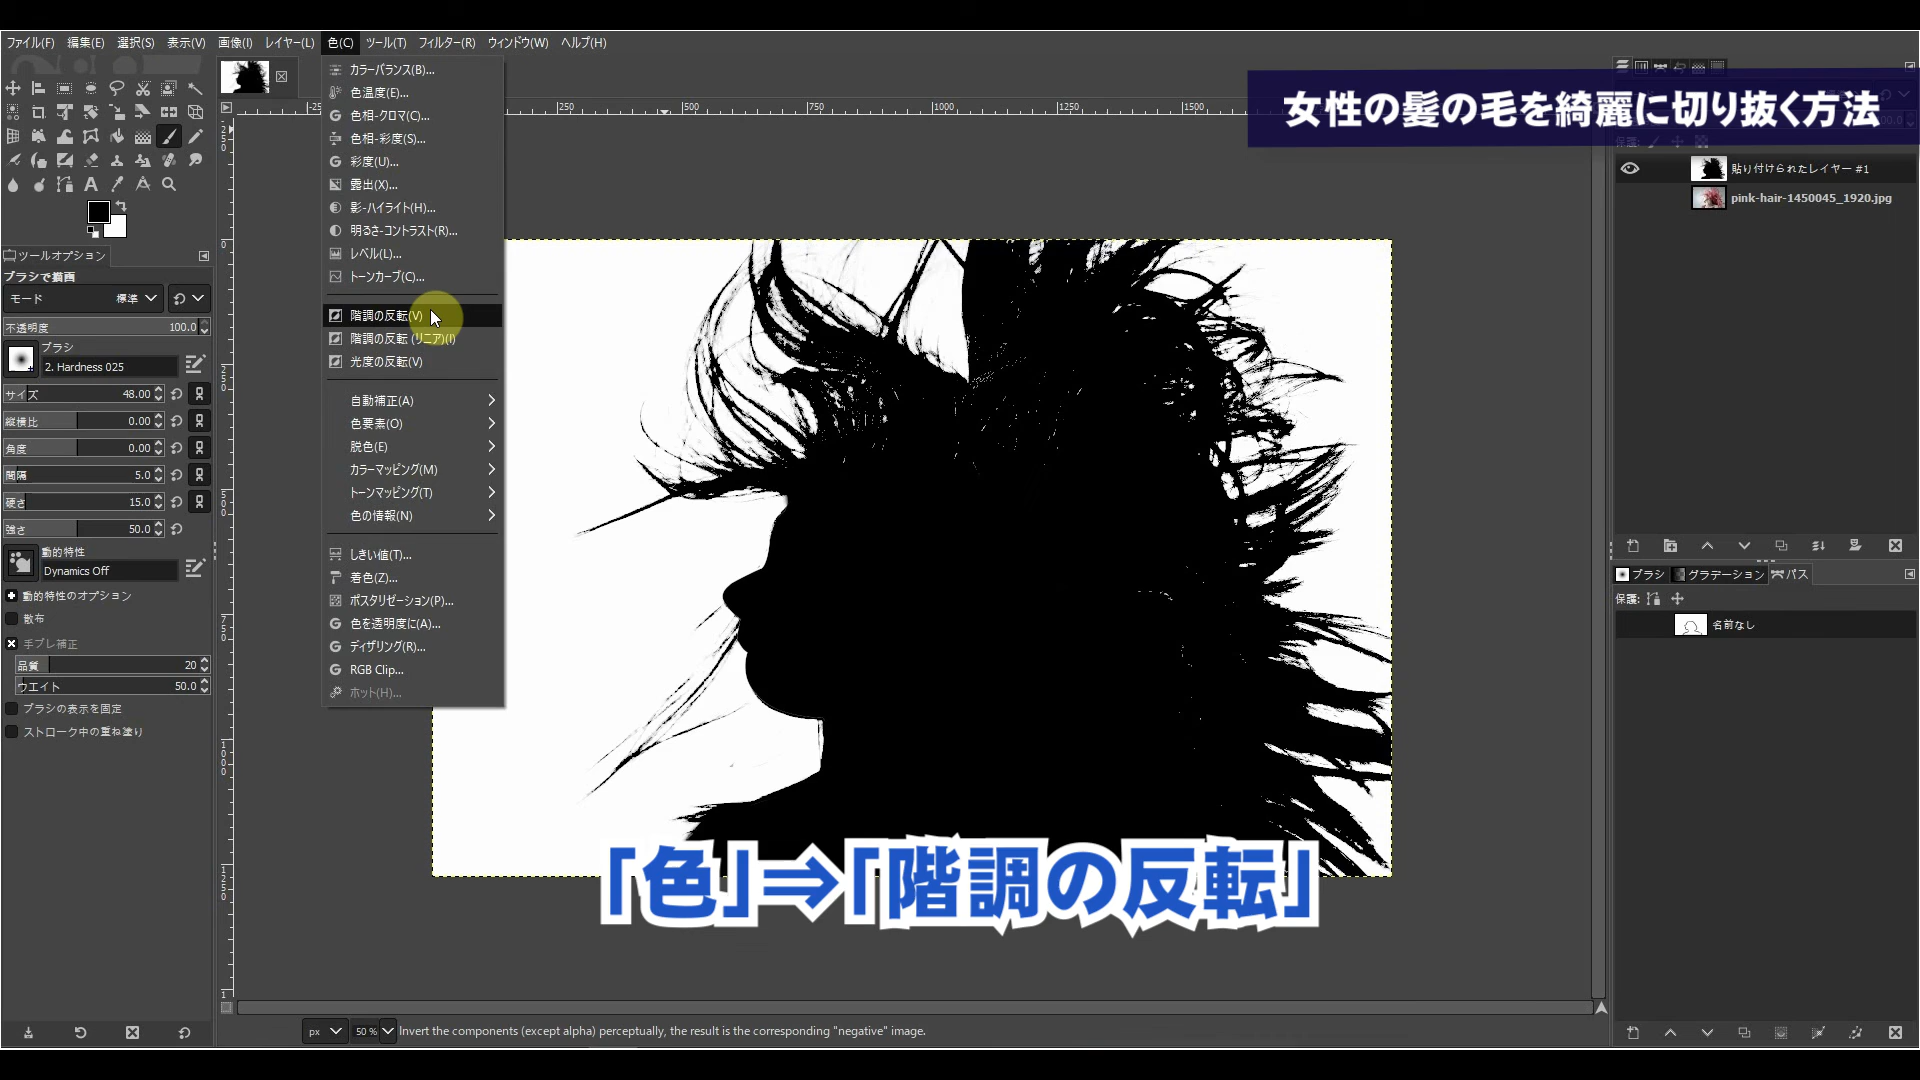 ファイル(F) 編集(E) 選択(S) 表示(V) 画像(I) レイヤー(L) 色(C) ツール(T) フィルター(R) ウィンドウ(W) ヘルプ(H)
女性の髪の毛を綺麗に切り抜く方法
カラーバランス(B)...
色温度(E)...
色相-クロマ(C)...
色相-彩度(S)...
彩度(U)...
露出(X)...
影-ハイライト(H)...
明るさ-コントラスト(R)...
レベル(L)...
トーンカーブ(C)...
階調の反転(V)
階調の反転 (リニア)(I)
光度の反転(V)
自動補正(A)
色要素(O)
脱色(E)
カラーマッピング(M)
トーンマッピング(T)
色の情報(N)
しきい値(T)...
着色(Z)...
ポスタリゼーション(P)...
色を透明度に(A)...
ディザリング(R)...
RGB Clip...
ホット(H)...
250 500 750 1000 1250 1500
ツールオプション
ブラシで描画
モード 標準
不透明度 100.0
ブラシ
2. Hardness 025
サイズ 48.00
縦横比 0.00
角度 0.00
間隔 5.0
硬さ 15.0
強さ 50.0
動的特性
Dynamics Off
動的特性のオプション
散布
手ブレ補正
品質 20
ウエイト 50.0
ブラシの表示を固定
ストローク中の重ね塗り
保護:
貼り付けられたレイヤー #1
pink-hair-1450045_1920.jpg
ブラシ グラデーション パス
保護:
名前なし
「色」⇒「階調の反転」
px 50 % Invert the components (except alpha) perceptually, the result is the corresponding "negative" image.